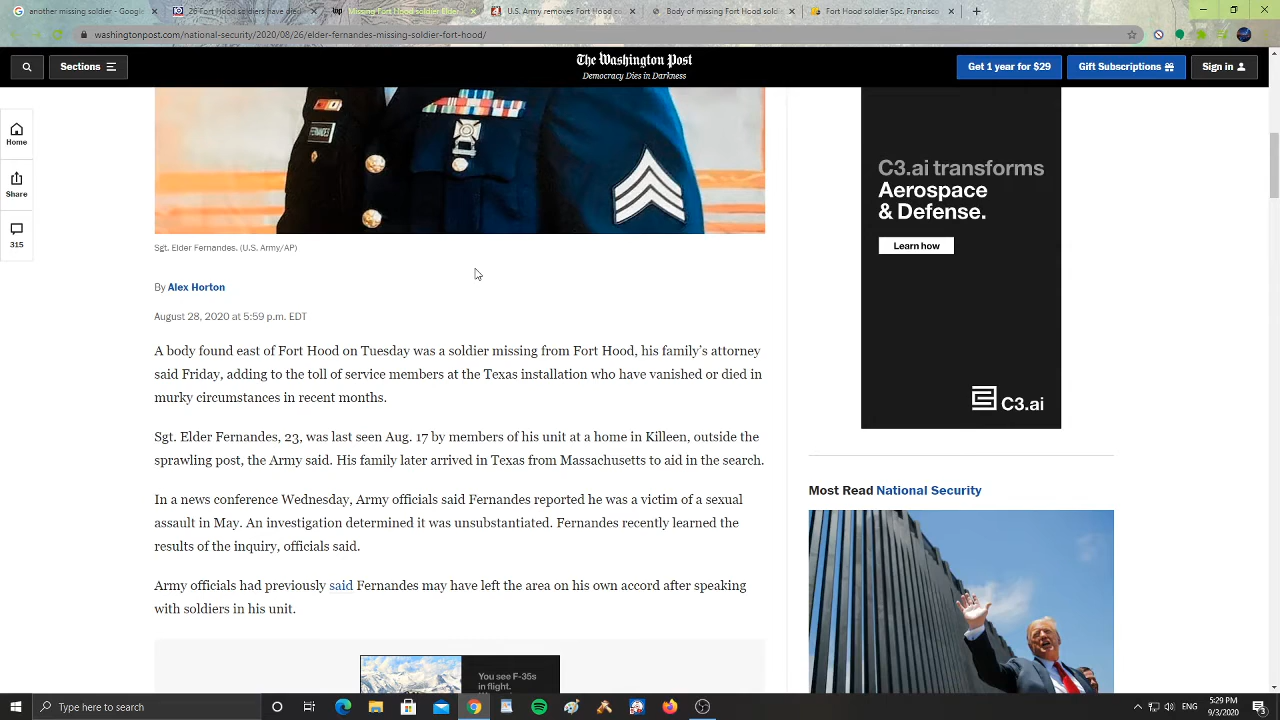 another missing soldier - Google
26 Fort Hood soldiers have died
Missing Fort Hood soldier Elder
U.S. Army removes Fort Hood co
Body of missing Fort Hood sold
Fort Hood soldier Spc. Francisco
washingtonpost.com/national-security/2020/08/26/elder-fernandes-missing-soldier-fort-hood/
Sections
The Washington Post
Democracy Dies in Darkness
Get 1 year for $29
Gift Subscriptions
Sign in
Home
Share
315
FERNANDES
Sgt. Elder Fernandes. (U.S. Army/AP)
By Alex Horton
August 28, 2020 at 5:59 p.m. EDT
A body found east of Fort Hood on Tuesday was a soldier missing from Fort Hood, his family's attorney
said Friday, adding to the toll of service members at the Texas installation who have vanished or died in
murky circumstances in recent months.
Sgt. Elder Fernandes, 23, was last seen Aug. 17 by members of his unit at a home in Killeen, outside the
sprawling post, the Army said. His family later arrived in Texas from Massachusetts to aid in the search.
In a news conference Wednesday, Army officials said Fernandes reported he was a victim of a sexual
assault in May. An investigation determined it was unsubstantiated. Fernandes recently learned the
results of the inquiry, officials said.
Army officials had previously said Fernandes may have left the area on his own accord after speaking
with soldiers in his unit.
You see F-35s
in flight.
C3.ai transforms
Aerospace
& Defense.
Learn how
C3.ai
Most Read National Security
Type here to search
5:29 PM
9/3/2020